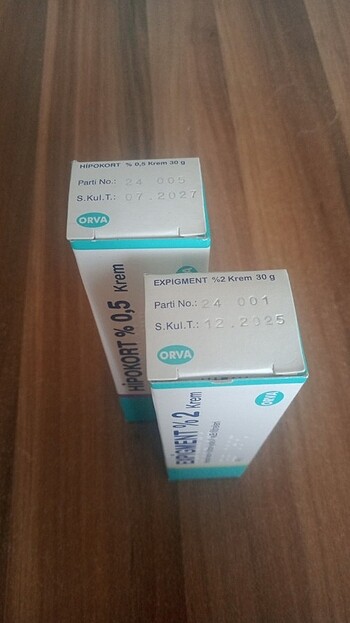 HİPOKORT % 0,5 Krem 30 g
Parti No.: 24 005
S.Kul.T.: 07.2027
ORVA
HİPOKORT % 0,5 Krem
EXPIGMENT %2 Krem 30 g
Parti No.: 24 001
S.Kul.T.: 12.2025
ORVA
EXPIGMENT % 2 Krem
ORVA